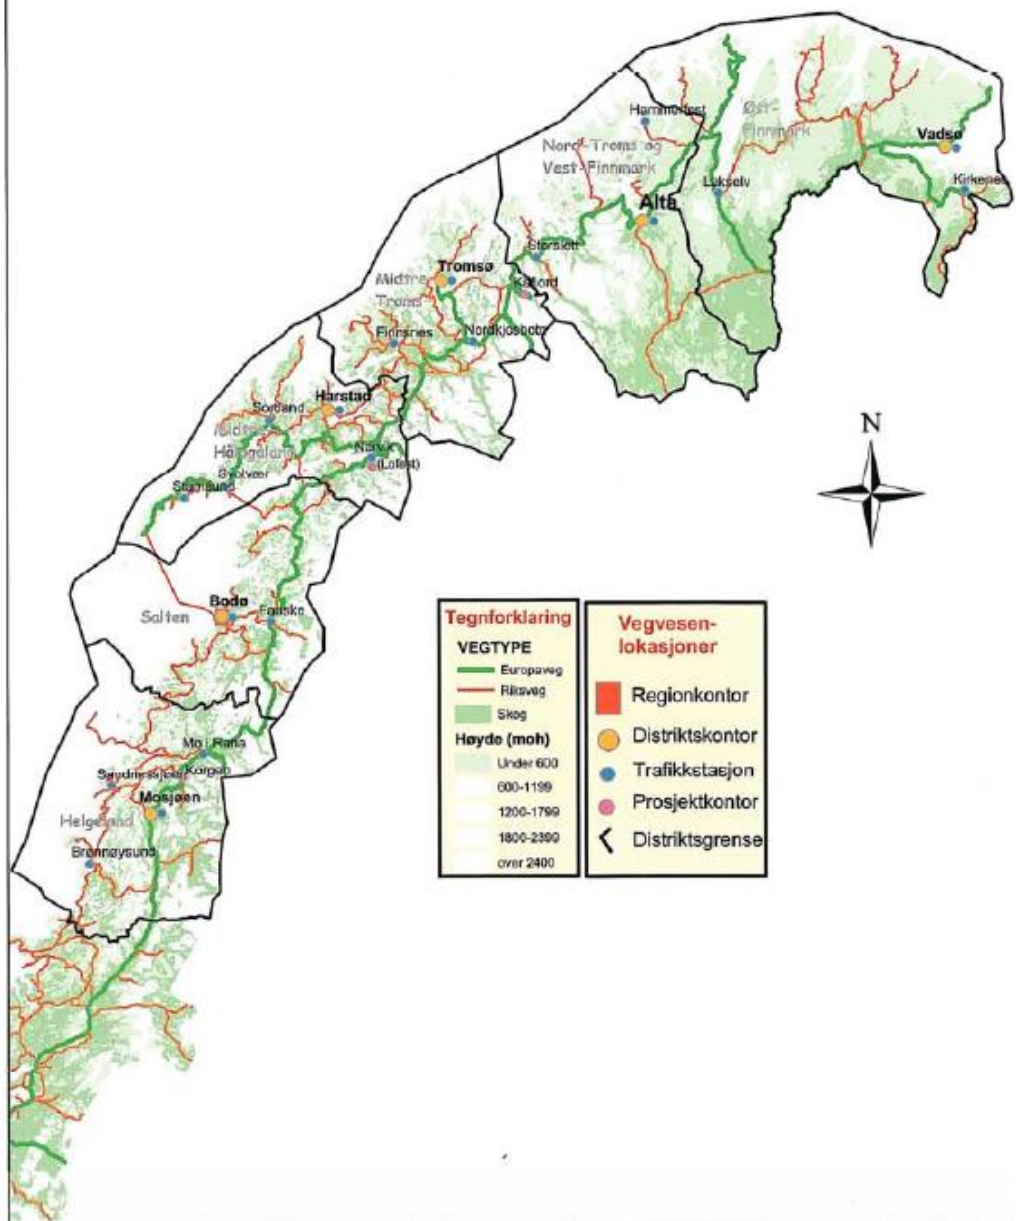 Hammerfest
Øst-
Finnmark
Nord-Troms og
Vest-Finnmark
Vadsø
Lakselv
Kirkenes
Alta
Storslett
Tromsø
Kåfjord
Midtre
Troms
Finnsnes
Nordkjosbotn
Harstad
Sortland
Midtre
Hålogaland
Narvik
(Lofast)
Svolvær
Stamsund
N
Bodø
Fauske
Salten
Mo i Rana
Sandnessjøen
Korgen
Mosjøen
Helgeland
Brønnøysund
Tegnforklaring
VEGTYPE
Europaveg
Riksveg
Skog
Høyde (moh)
Under 600
600-1199
1200-1799
1800-2399
over 2400
Vegvesen-
lokasjoner
Regionkontor
Distriktskontor
Trafikkstasjon
Prosjektkontor
Distriktsgrense